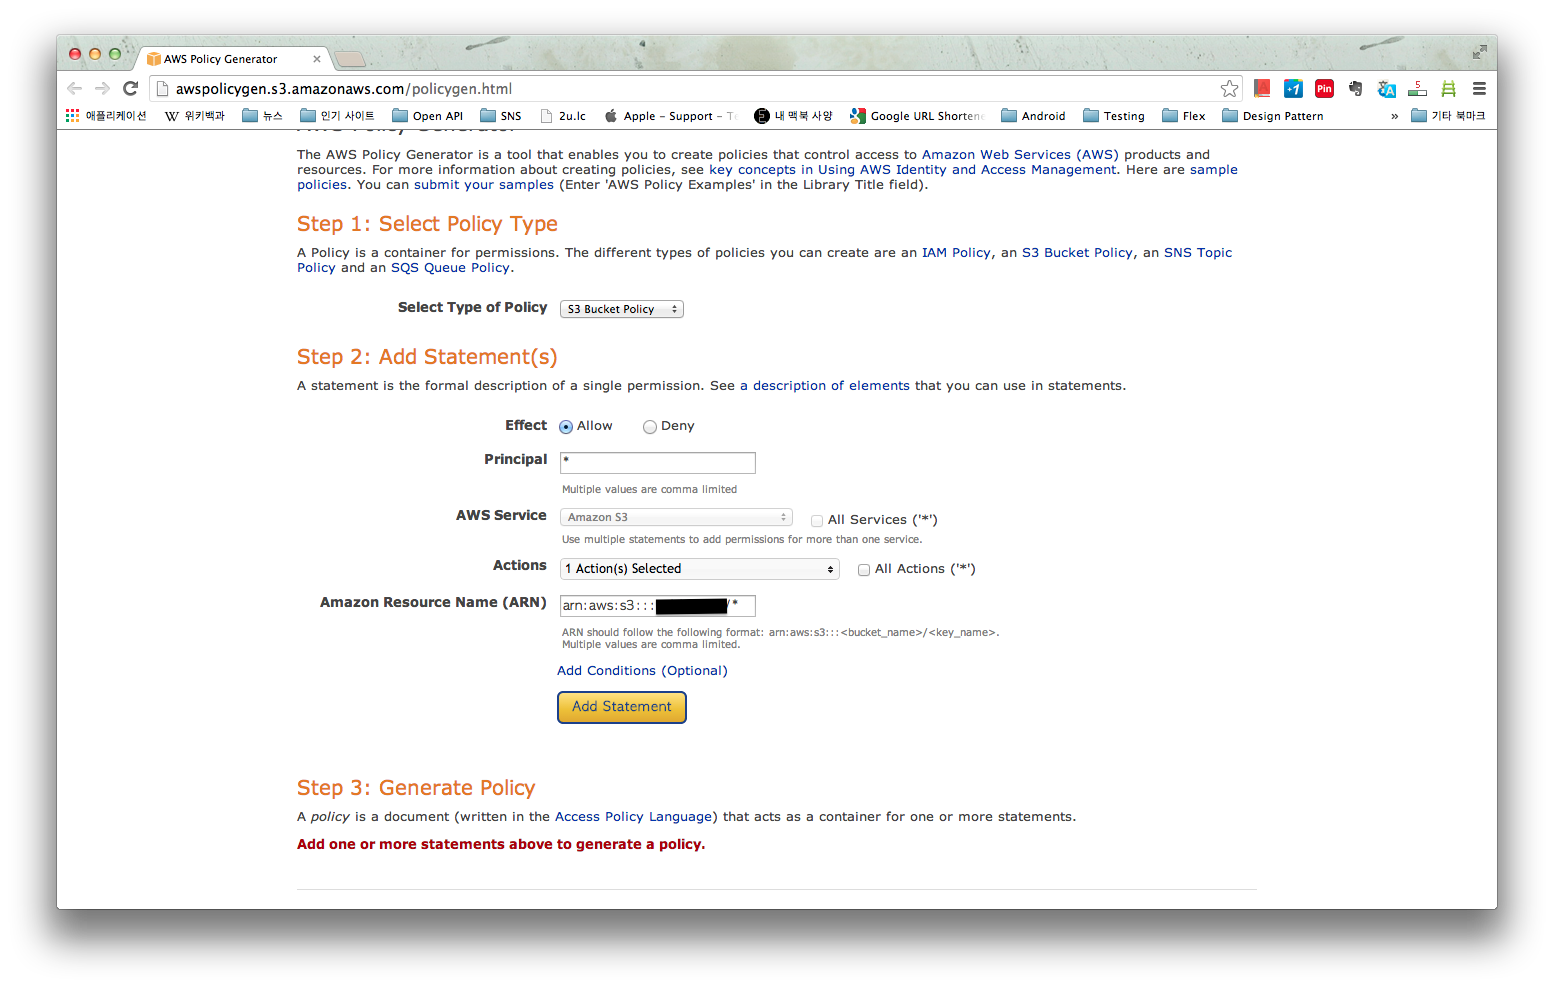 AWS Policy Generator
awspolicygen.s3.amazonaws.com/policygen.html
+1
Pin
A
5
애플리케이션 W 위키백과 뉴스 인기 사이트 Open API SNS 2u.lc Apple - Support - T 내 맥북 사양 Google URL Shortene Android Testing Flex Design Pattern » 기타 북마크
AWS Policy Generator
The AWS Policy Generator is a tool that enables you to create policies that control access to Amazon Web Services (AWS) products and
resources. For more information about creating policies, see key concepts in Using AWS Identity and Access Management. Here are sample
policies. You can submit your samples (Enter 'AWS Policy Examples' in the Library Title field).
Step 1: Select Policy Type
A Policy is a container for permissions. The different types of policies you can create are an IAM Policy, an S3 Bucket Policy, an SNS Topic
Policy and an SQS Queue Policy.
Select Type of Policy S3 Bucket Policy
Step 2: Add Statement(s)
A statement is the formal description of a single permission. See a description of elements that you can use in statements.
Effect Allow Deny
Principal *
Multiple values are comma limited
AWS Service Amazon S3 All Services ('*')
Use multiple statements to add permissions for more than one service.
Actions 1 Action(s) Selected All Actions ('*')
Amazon Resource Name (ARN) arn:aws:s3::: /*
ARN should follow the following format: arn:aws:s3:::<bucket_name>/<key_name>.
Multiple values are comma limited.
Add Conditions (Optional)
Add Statement
Step 3: Generate Policy
A policy is a document (written in the Access Policy Language) that acts as a container for one or more statements.
Add one or more statements above to generate a policy.